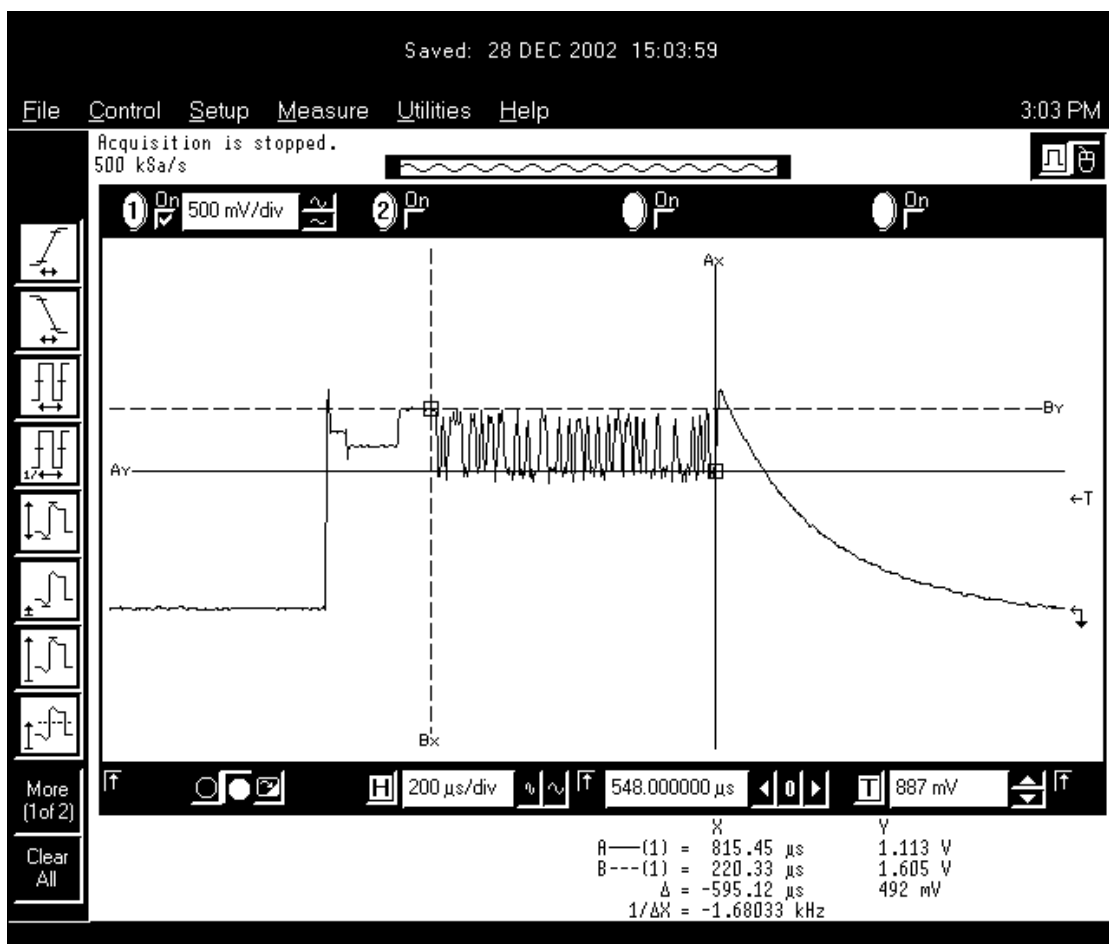 Saved: 28 DEC 2002 15:03:59
File Control Setup Measure Utilities Help 3:03 PM
Acquisition is stopped.
500 kSa/s
1 On 500 mV/div 2 On On On
Ax
By
Ay
←T
Bx
More
(1of 2)
Clear
All
H 200 µs/div 548.000000 µs 0 T 887 mV
X Y
A——(1) = 815.45 µs 1.113 V
B---(1) = 220.33 µs 1.605 V
Δ = -595.12 µs 492 mV
1/ΔX = -1.68033 kHz